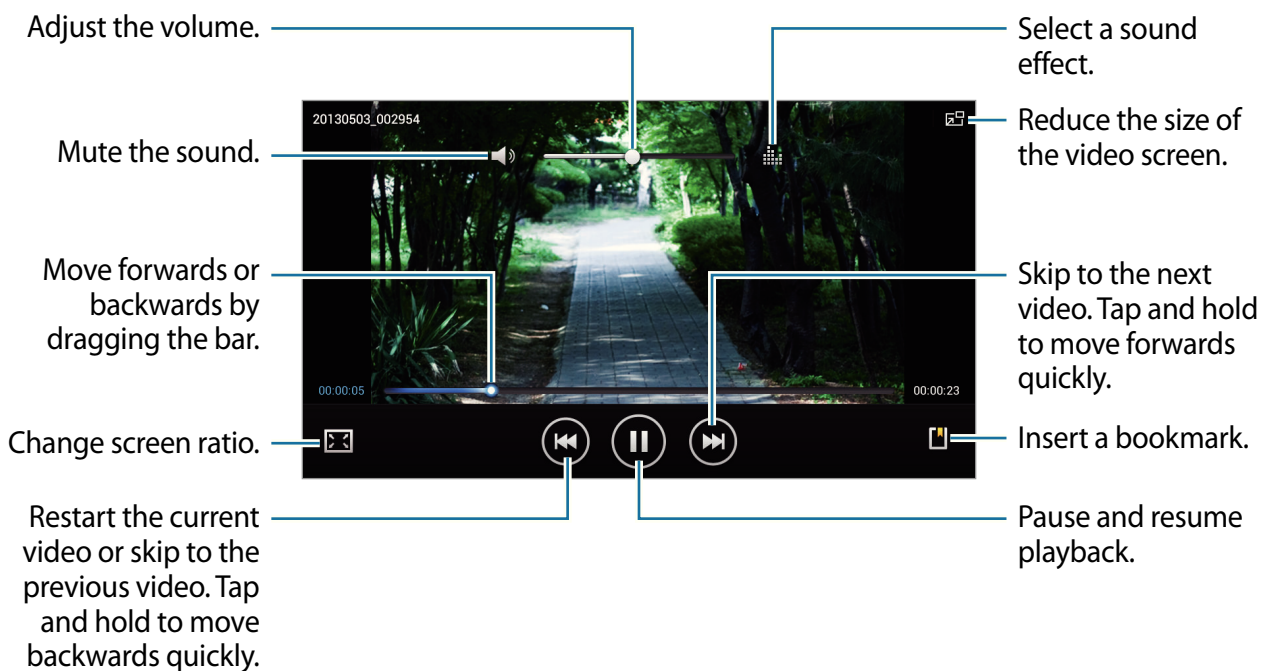 Adjust the volume.
Select a sound
effect.
20130503_002954
Reduce the size of
the video screen.
Mute the sound.
Move forwards or
backwards by
dragging the bar.
Skip to the next
video. Tap and hold
to move forwards
quickly.
00:00:05
00:00:23
Change screen ratio.
Insert a bookmark.
Restart the current
video or skip to the
previous video. Tap
and hold to move
backwards quickly.
Pause and resume
playback.